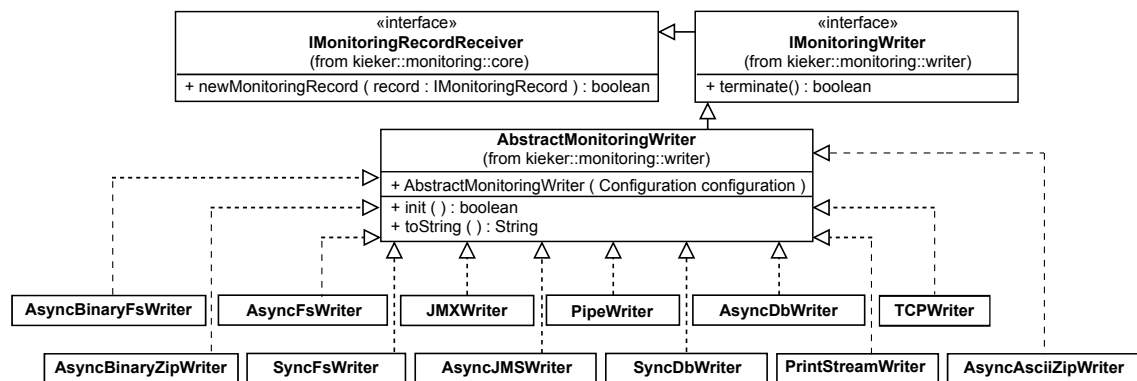 «interface»
IMonitoringRecordReceiver
(from kieker::monitoring::core)
+ newMonitoringRecord ( record : IMonitoringRecord ) : boolean
«interface»
IMonitoringWriter
(from kieker::monitoring::writer)
+ terminate() : boolean
AbstractMonitoringWriter
(from kieker::monitoring::writer)
+ AbstractMonitoringWriter ( Configuration configuration )
+ init ( ) : boolean
+ toString ( ) : String
AsyncBinaryFsWriter
AsyncFsWriter
JMXWriter
PipeWriter
AsyncDbWriter
TCPWriter
AsyncBinaryZipWriter
SyncFsWriter
AsyncJMSWriter
SyncDbWriter
PrintStreamWriter
AsyncAsciiZipWriter